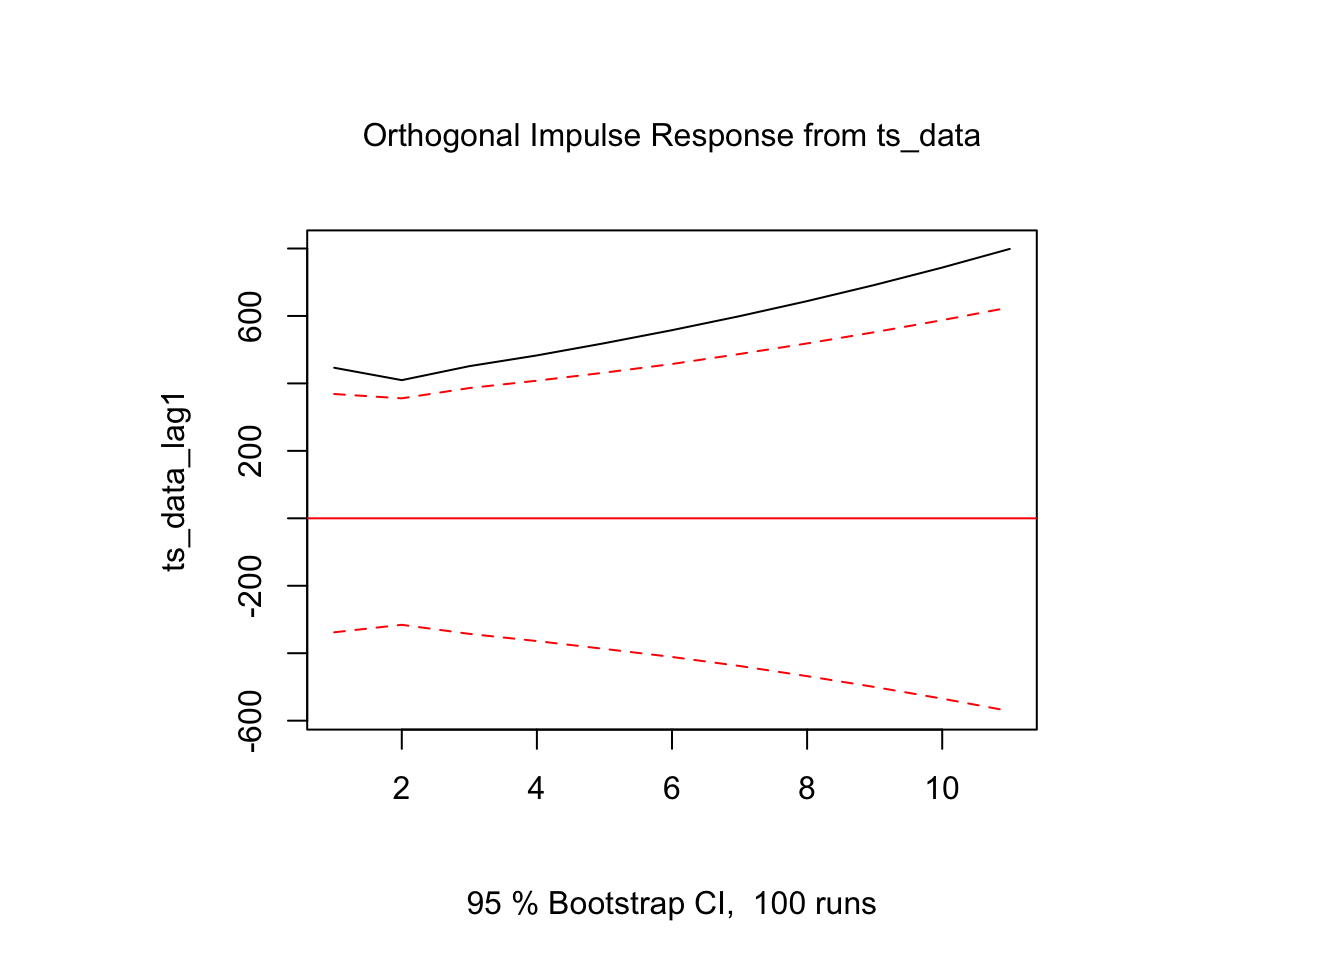 Orthogonal Impulse Response from ts_data
ts_data_lag1
600
200
-200
-600
2 4 6 8 10
95 % Bootstrap CI,  100 runs